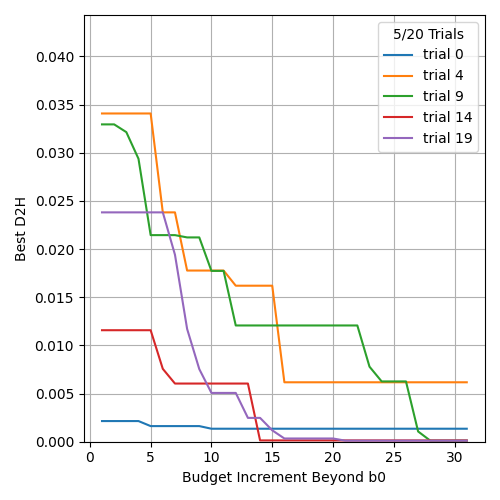 5/20 Trials
trial 0
trial 4
trial 9
trial 14
trial 19
Best D2H
0.040
0.035
0.030
0.025
0.020
0.015
0.010
0.005
0.000
0 5 10 15 20 25 30
Budget Increment Beyond b0